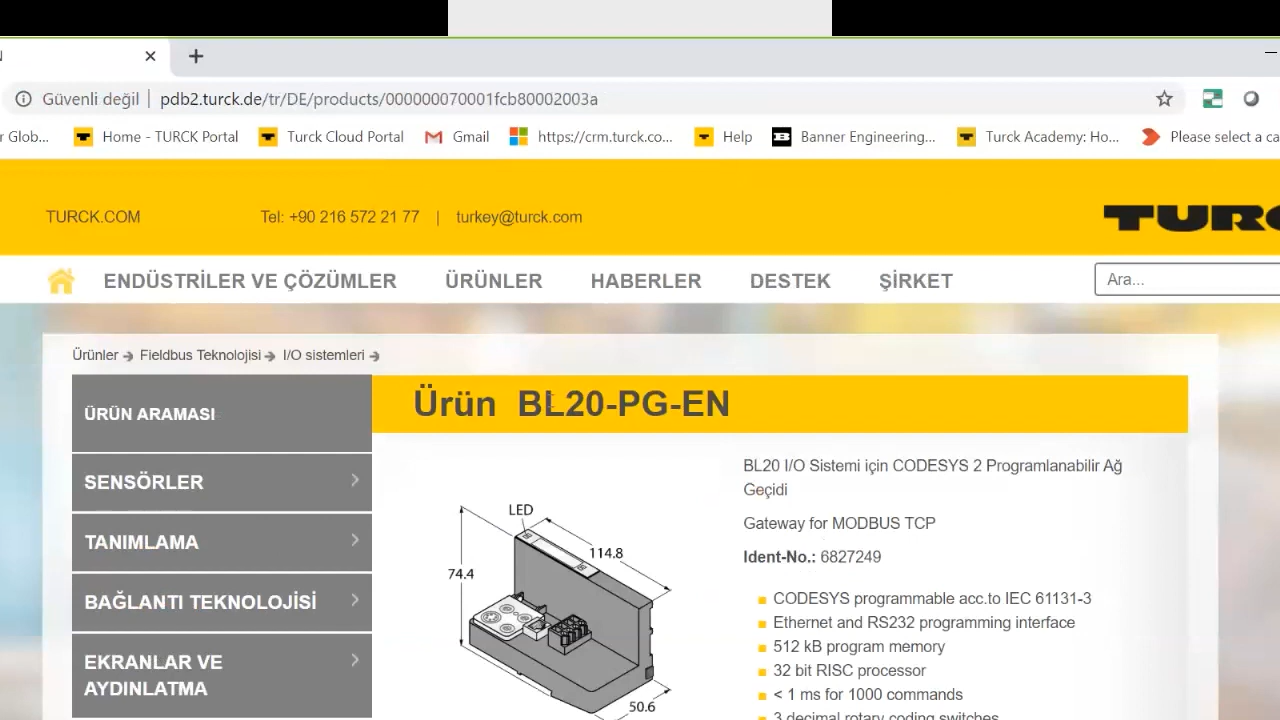 Güvenli değil pdb2.turck.de/tr/DE/products/000000070001fcb80002003a
r Glob... Home - TURCK Portal Turck Cloud Portal Gmail https://crm.turck.co... Help Banner Engineering... Turck Academy: Ho... Please select a ca
TURCK.COM Tel: +90 216 572 21 77 | turkey@turck.com
ENDÜSTRİLER VE ÇÖZÜMLER ÜRÜNLER HABERLER DESTEK ŞİRKET Ara...
Ürünler Fieldbus Teknolojisi I/O sistemleri
ÜRÜN ARAMASI
SENSÖRLER
TANIMLAMA
BAĞLANTI TEKNOLOJİSİ
EKRANLAR VE
AYDINLATMA
Ürün BL20-PG-EN
LED
114.8
74.4
50.6
BL20 I/O Sistemi için CODESYS 2 Programlanabilir Ağ
Geçidi
Gateway for MODBUS TCP
Ident-No.: 6827249
CODESYS programmable acc.to IEC 61131-3
Ethernet and RS232 programming interface
512 kB program memory
32 bit RISC processor
< 1 ms for 1000 commands
3 decimal rotary coding switches